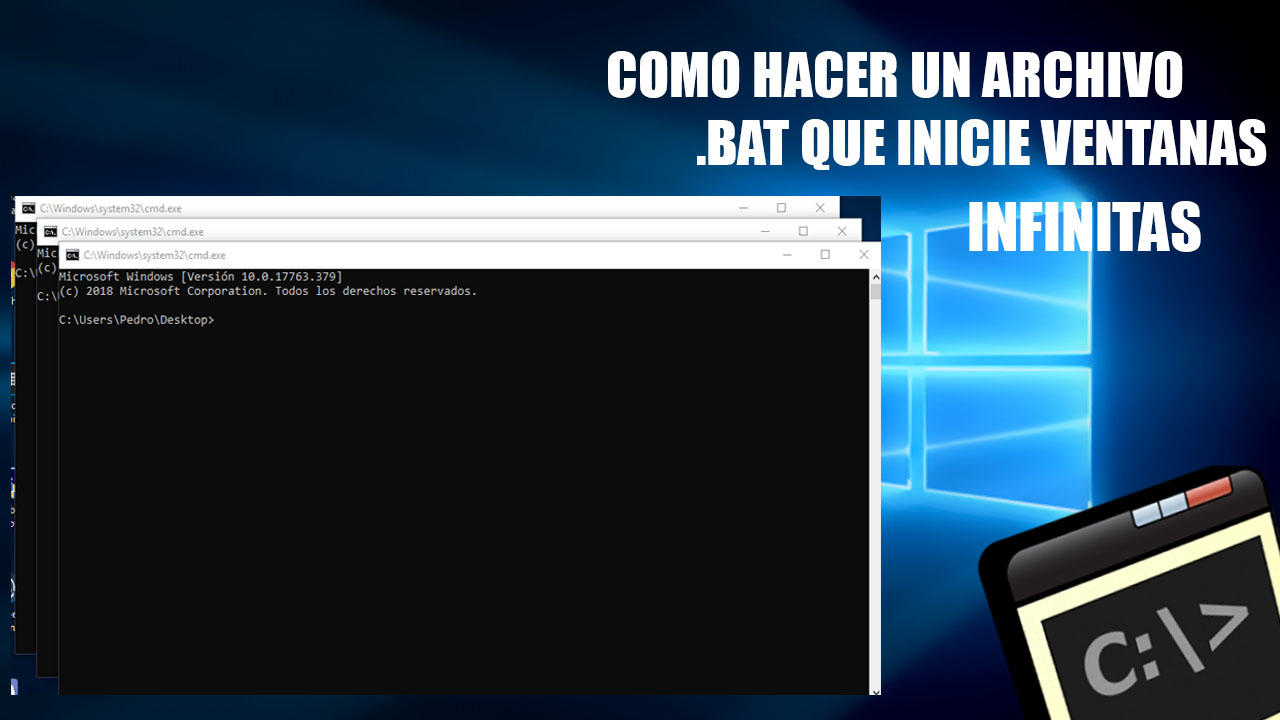 COMO HACER UN ARCHIVO
.BAT QUE INICIE VENTANAS
INFINITAS
C:\Windows\system32\cmd.exe
C:\Windows\system32\cmd.exe
C:\Windows\system32\cmd.exe
Mic
(c)
C:\
Mic
(c)
C:\
Microsoft Windows [Versión 10.0.17763.379]
(c) 2018 Microsoft Corporation. Todos los derechos reservados.
C:\Users\Pedro\Desktop>
C:\>